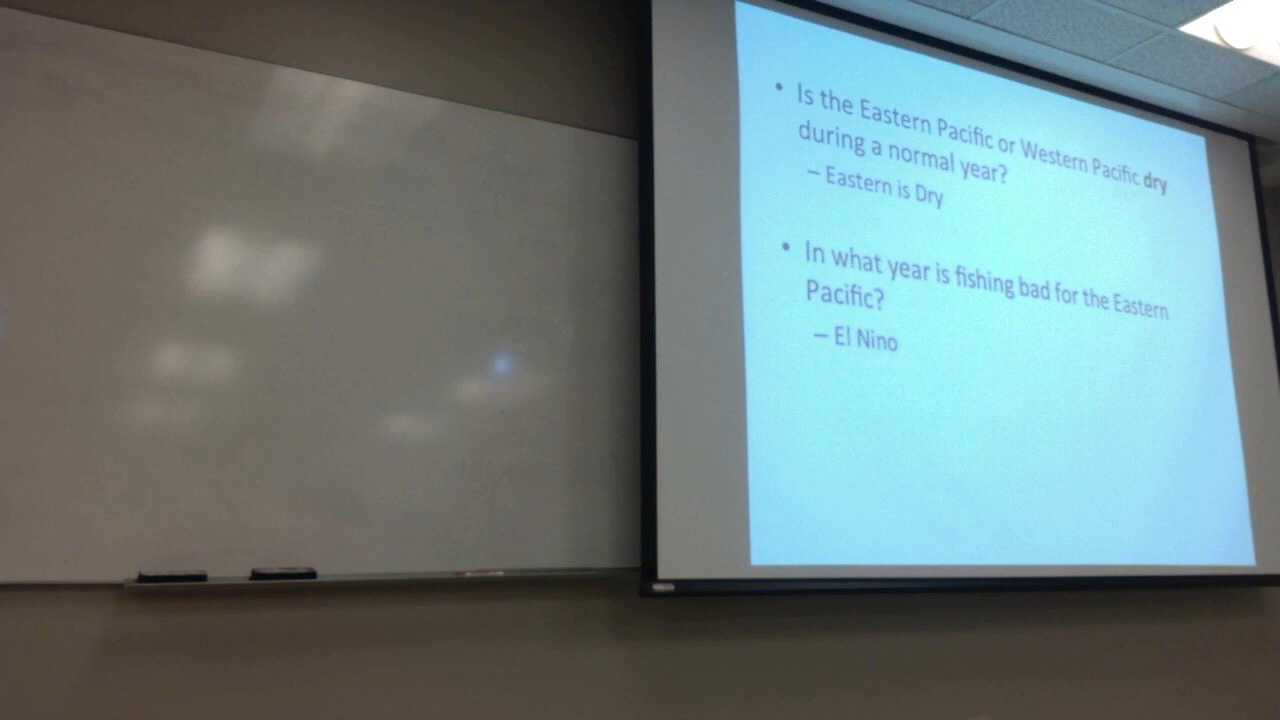 • Is the Eastern Pacific or Western Pacific dry
during a normal year?
– Eastern is Dry
• In what year is fishing bad for the Eastern
Pacific?
– El Nino